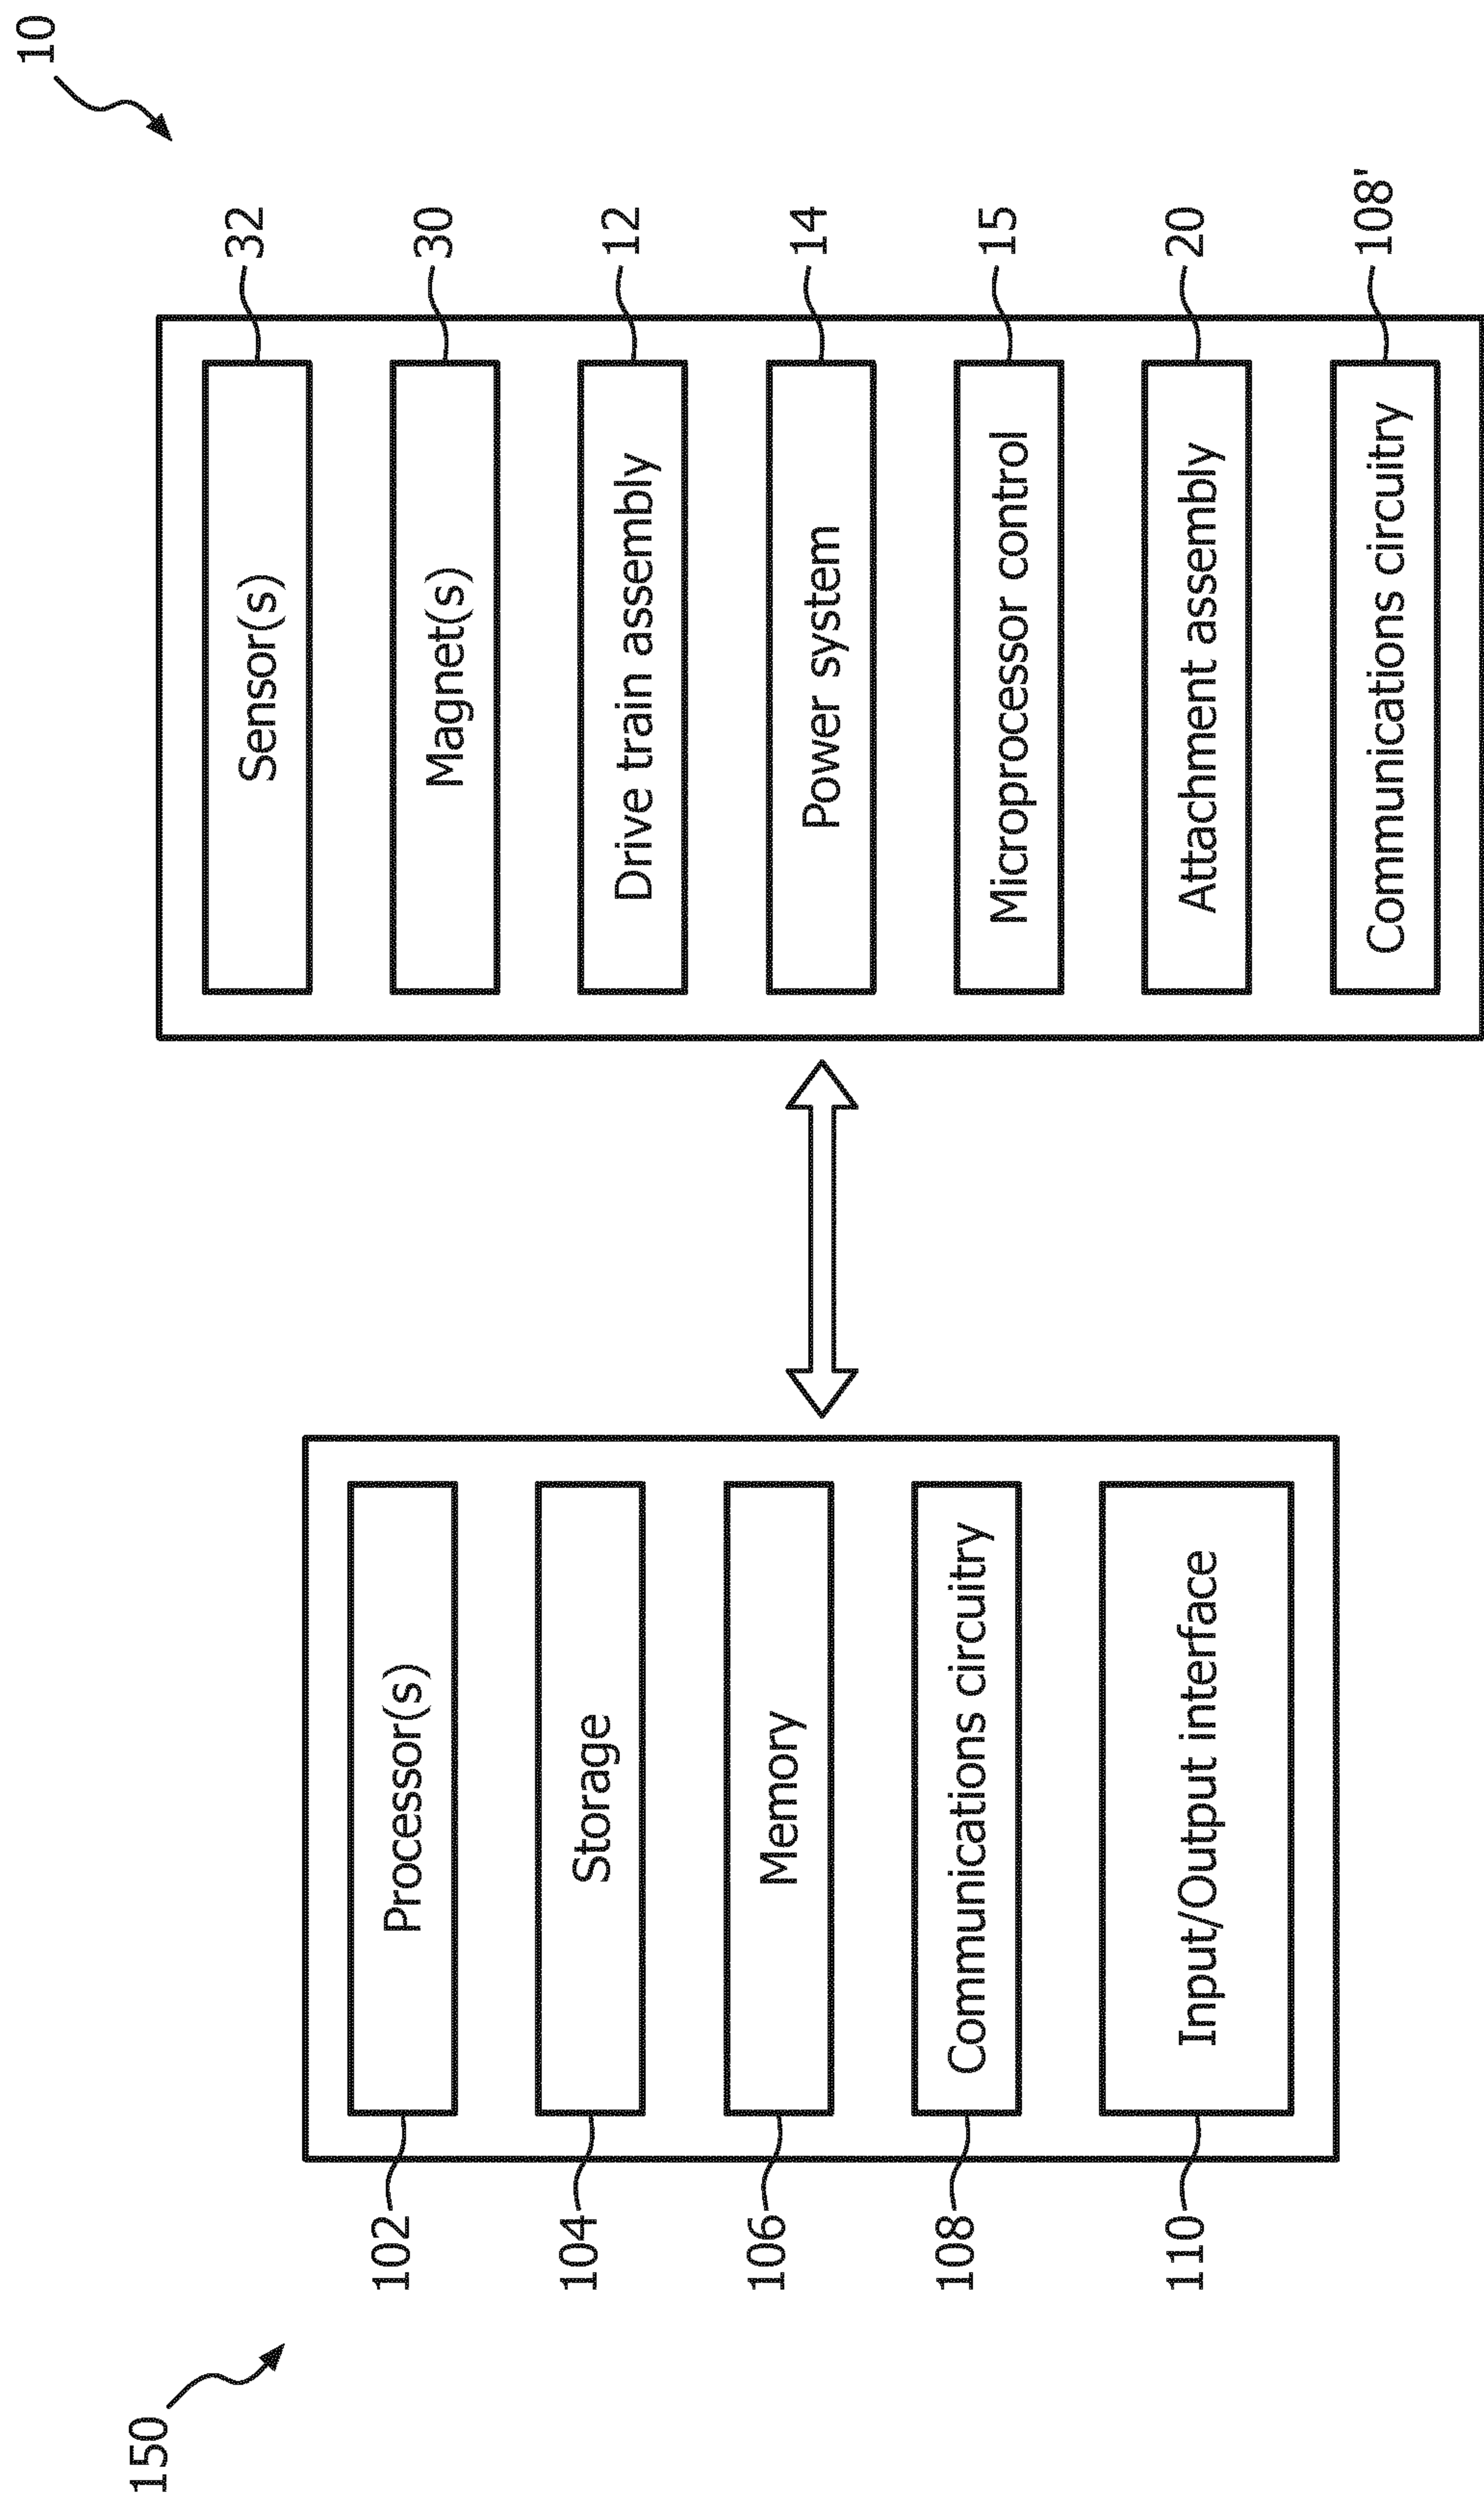 150
102
Processor(s)
104
Storage
106
Memory
108
Communications circuitry
110
Input/Output interface
10
Sensor(s)
32
Magnet(s)
30
Drive train assembly
12
Power system
14
Microprocessor control
15
Attachment assembly
20
Communications circuitry
108'